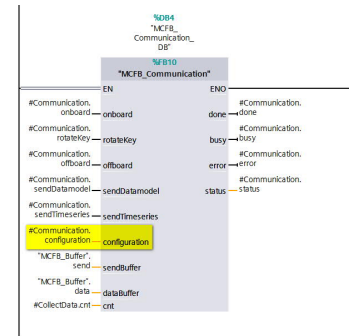 %DB4
"MCFB_
Communication_
DB"
%FB10
"MCFB_Communication"
EN ENO
#Communication.
onboard onboard
#Communication.
done done
#Communication.
rotateKey rotateKey
#Communication.
busy busy
#Communication.
offboard offboard
#Communication.
error error
#Communication.
sendDatamodel sendDatamodel
#Communication.
status status
#Communication.
sendTimeseries sendTimeseries
#Communication.
configuration configuration
"MCFB_Buffer".
send sendBuffer
"MCFB_Buffer".
data dataBuffer
#CollectData.cnt cnt